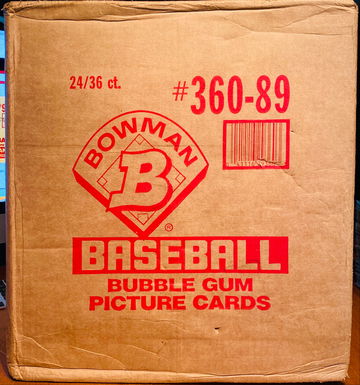 24/36 ct.
#360-89
BOWMAN
B
®
BASEBALL
BUBBLE GUM
PICTURE CARDS